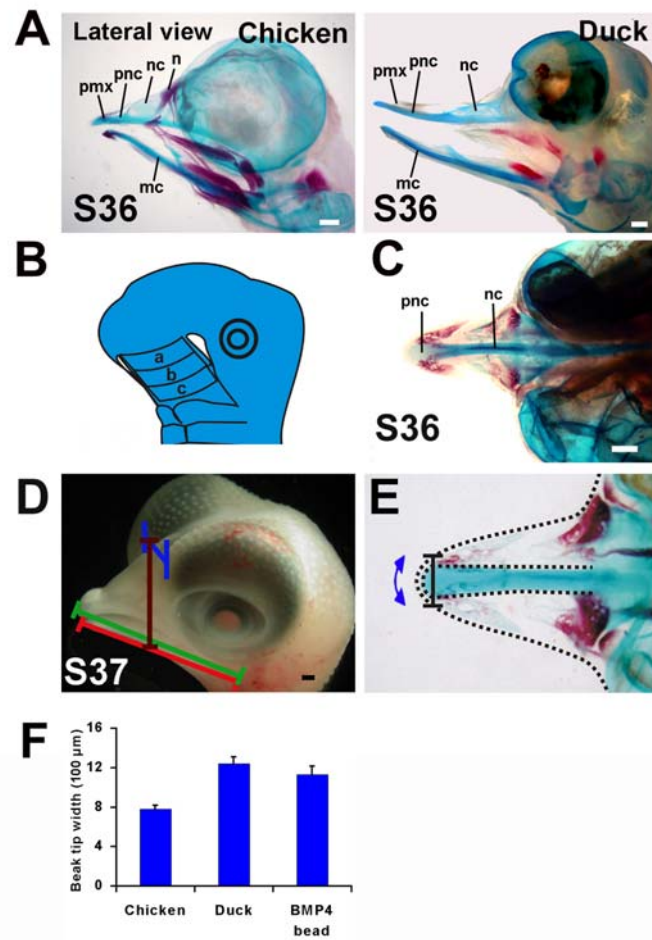 A
Lateral view Chicken
pmx pnc nc n
mc
S36
Duck
pmx pnc nc
mc
S36
B
a
b
c
C
pnc nc
S36
D
S37
E
F
Beak tip width (100 µm)
16
12
8
4
0
Chicken Duck BMP4
bead